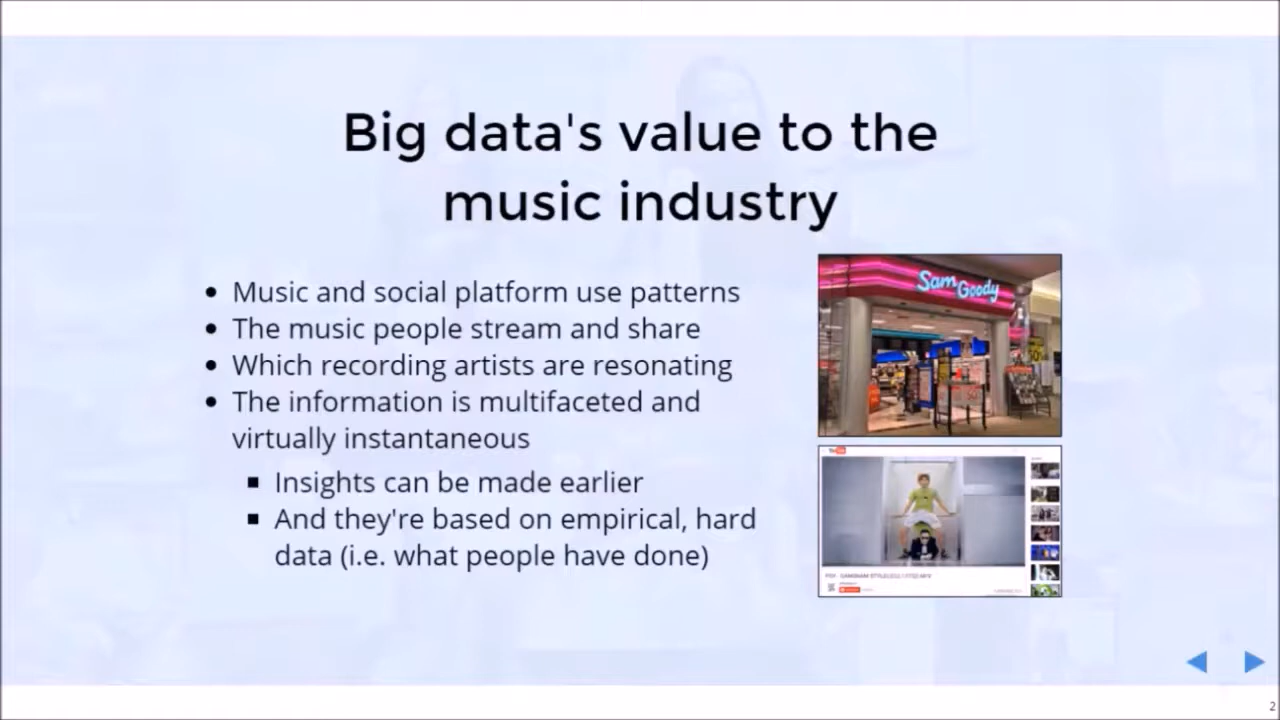 Big data's value to the
music industry
• Music and social platform use patterns
• The music people stream and share
• Which recording artists are resonating
• The information is multifaceted and
virtually instantaneous
▪ Insights can be made earlier
▪ And they're based on empirical, hard
data (i.e. what people have done)
Sam Goody
2